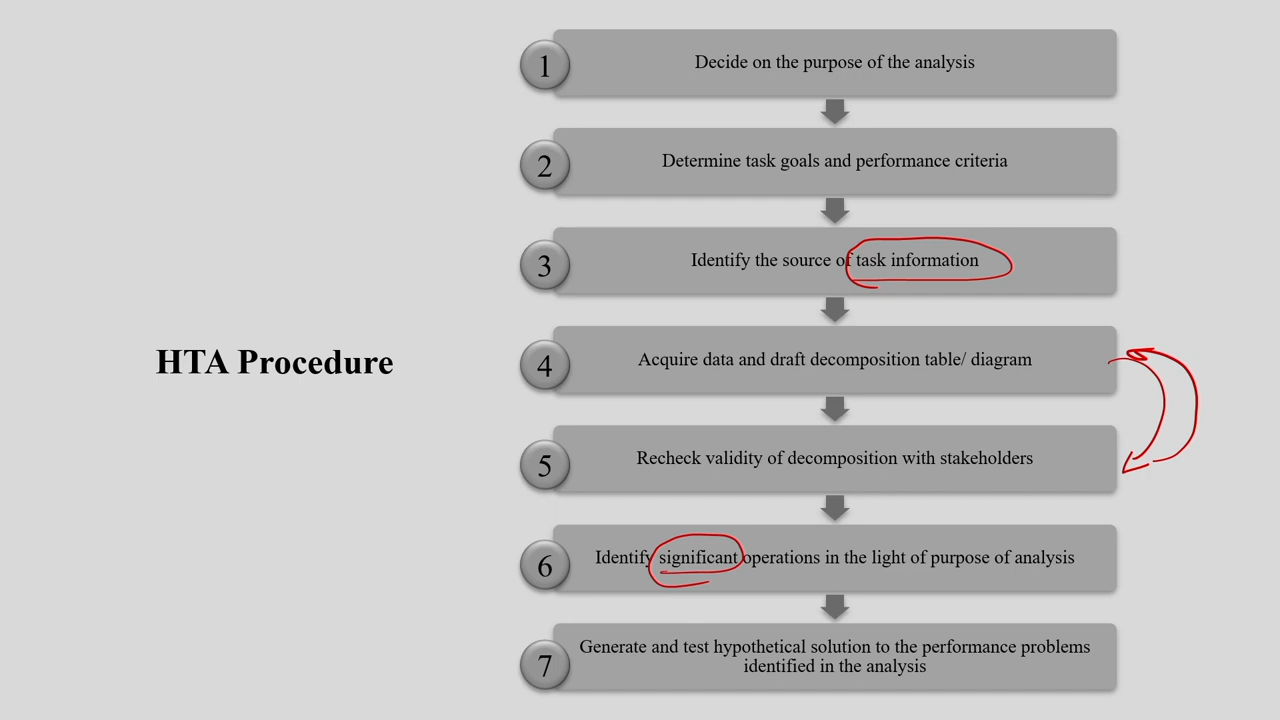 HTA Procedure
1
Decide on the purpose of the analysis
2
Determine task goals and performance criteria
3
Identify the source of task information
4
Acquire data and draft decomposition table/ diagram
5
Recheck validity of decomposition with stakeholders
6
Identify significant operations in the light of purpose of analysis
7
Generate and test hypothetical solution to the performance problems
identified in the analysis